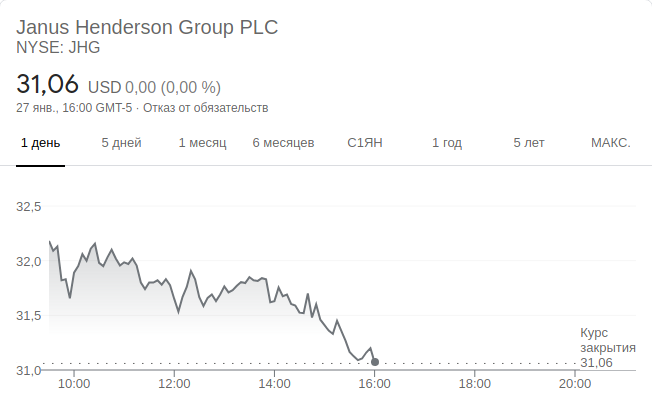 Janus Henderson Group PLC
NYSE: JHG
31,06 USD 0,00 (0,00 %)
27 янв., 16:00 GMT-5 · Отказ от обязательств
1 день 5 дней 1 месяц 6 месяцев С1ЯН 1 год 5 лет МАКС.
32,5
32,0
31,5
Курс
закрытия
31,06
31,0
10:00 12:00 14:00 16:00 18:00 20:00